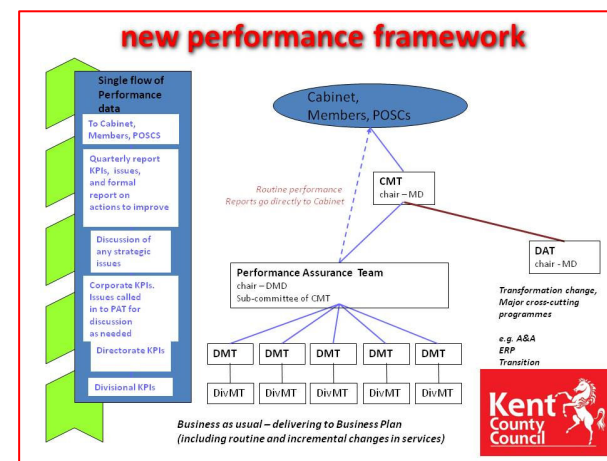 new performance framework
Single flow of
Performance
data
To Cabinet,
Members, POSCS
Quarterly report
KPIs, issues,
and formal
report on
actions to improve
Discussion of
any strategic
issues
Corporate KPIs.
Issues called
in to PAT for
discussion
as needed
Directorate KPIs
Divisional KPIs
Cabinet,
Members, POSCs
Routine performance
Reports go directly to Cabinet
CMT
chair – MD
DAT
chair - MD
Transformation change,
Major cross-cutting
programmes
e.g. A&A
ERP
Transition
Performance Assurance Team
chair – DMD
Sub-committee of CMT
DMT DMT DMT DMT DMT
DivMT DivMT DivMT DivMT DivMT
Business as usual – delivering to Business Plan
(including routine and incremental changes in services)
Kent
County
Council